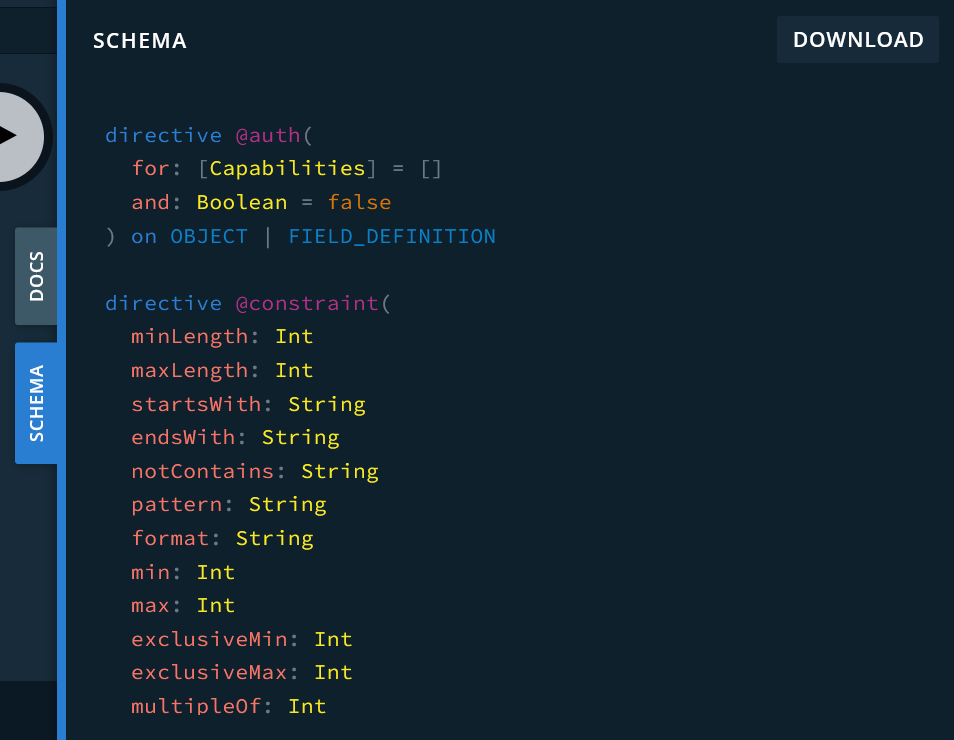 SCHEMA
DOWNLOAD
directive @auth(
  for: [Capabilities] = []
  and: Boolean = false
) on OBJECT | FIELD_DEFINITION
directive @constraint(
  minLength: Int
  maxLength: Int
  startsWith: String
  endsWith: String
  notContains: String
  pattern: String
  format: String
  min: Int
  max: Int
  exclusiveMin: Int
  exclusiveMax: Int
  multipleOf: Int
DOCS
SCHEMA